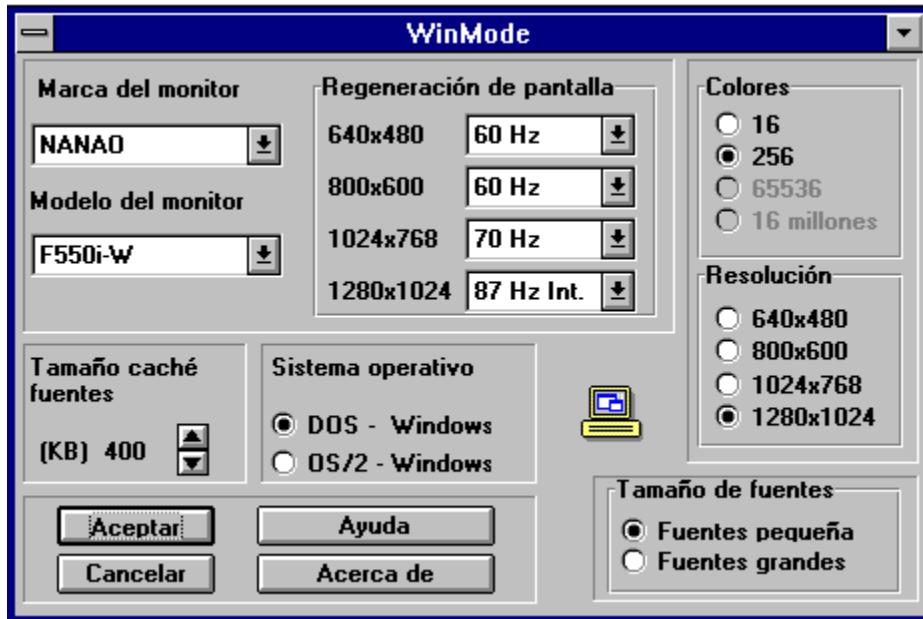 WinMode
Marca del monitor
NANAO
Modelo del monitor
F550i-W
Regeneración de pantalla
640x480 60 Hz
800x600 60 Hz
1024x768 70 Hz
1280x1024 87 Hz Int.
Colores
16
256
65536
16 millones
Resolución
640x480
800x600
1024x768
1280x1024
Tamaño caché
fuentes
(KB) 400
Sistema operativo
DOS - Windows
OS/2 - Windows
Tamaño de fuentes
Fuentes pequeña
Fuentes grandes
Aceptar
Ayuda
Cancelar
Acerca de